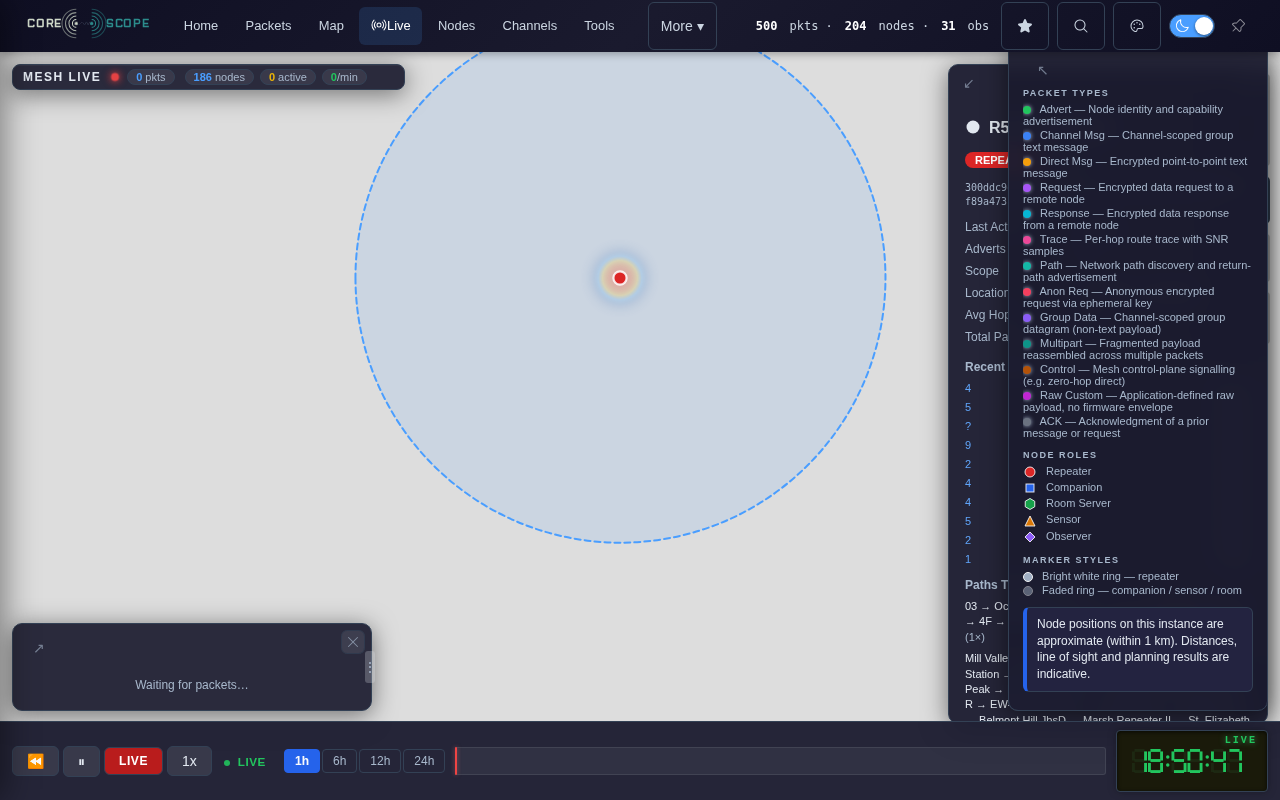 CORE SCOPE Home Packets Map Live Nodes Channels Tools More ▾ 500 pkts · 204 nodes · 31 obs
MESH LIVE 0 pkts 186 nodes 0 active 0/min
↙
R5
REPEA
300ddc9
f89a473
Last Act
Adverts
Scope
Location
Avg Hop
Total Pa
Recent
4
5
?
9
2
4
4
5
2
1
Paths T
03 → Oc
→ 4F →
(1×)
Mill Valle
Station →
Peak →
R → EW-
→ Belmont Hill JhsD → Marsh Repeater II → St. Elizabeth
↖
PACKET TYPES
Advert — Node identity and capability
advertisement
Channel Msg — Channel-scoped group
text message
Direct Msg — Encrypted point-to-point text
message
Request — Encrypted data request to a
remote node
Response — Encrypted data response
from a remote node
Trace — Per-hop route trace with SNR
samples
Path — Network path discovery and return-
path advertisement
Anon Req — Anonymous encrypted
request via ephemeral key
Group Data — Channel-scoped group
datagram (non-text payload)
Multipart — Fragmented payload
reassembled across multiple packets
Control — Mesh control-plane signalling
(e.g. zero-hop direct)
Raw Custom — Application-defined raw
payload, no firmware envelope
ACK — Acknowledgment of a prior
message or request
NODE ROLES
Repeater
Companion
Room Server
Sensor
Observer
MARKER STYLES
Bright white ring — repeater
Faded ring — companion / sensor / room
Node positions on this instance are
approximate (within 1 km). Distances,
line of sight and planning results are
indicative.
↗
Waiting for packets…
LIVE 1x ● LIVE 1h 6h 12h 24h
LIVE
18:50:47